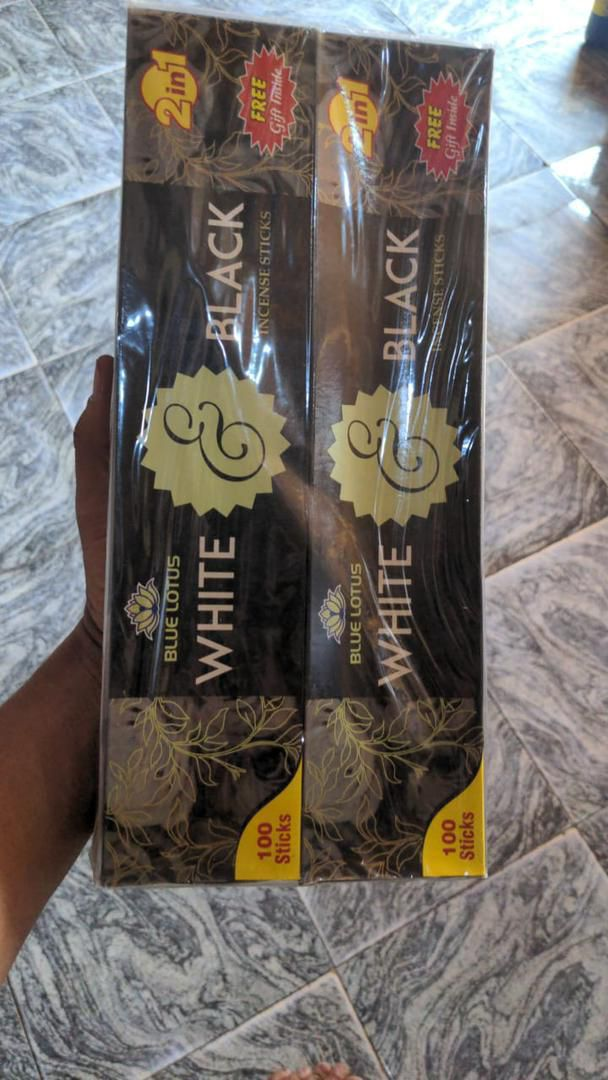 2in1
FREE
Gift Inside
BLUE LOTUS
WHITE & BLACK
INCENSE STICKS
100
Sticks
2in1
FREE
Gift Inside
BLUE LOTUS
WHITE & BLACK
INCENSE STICKS
100
Sticks